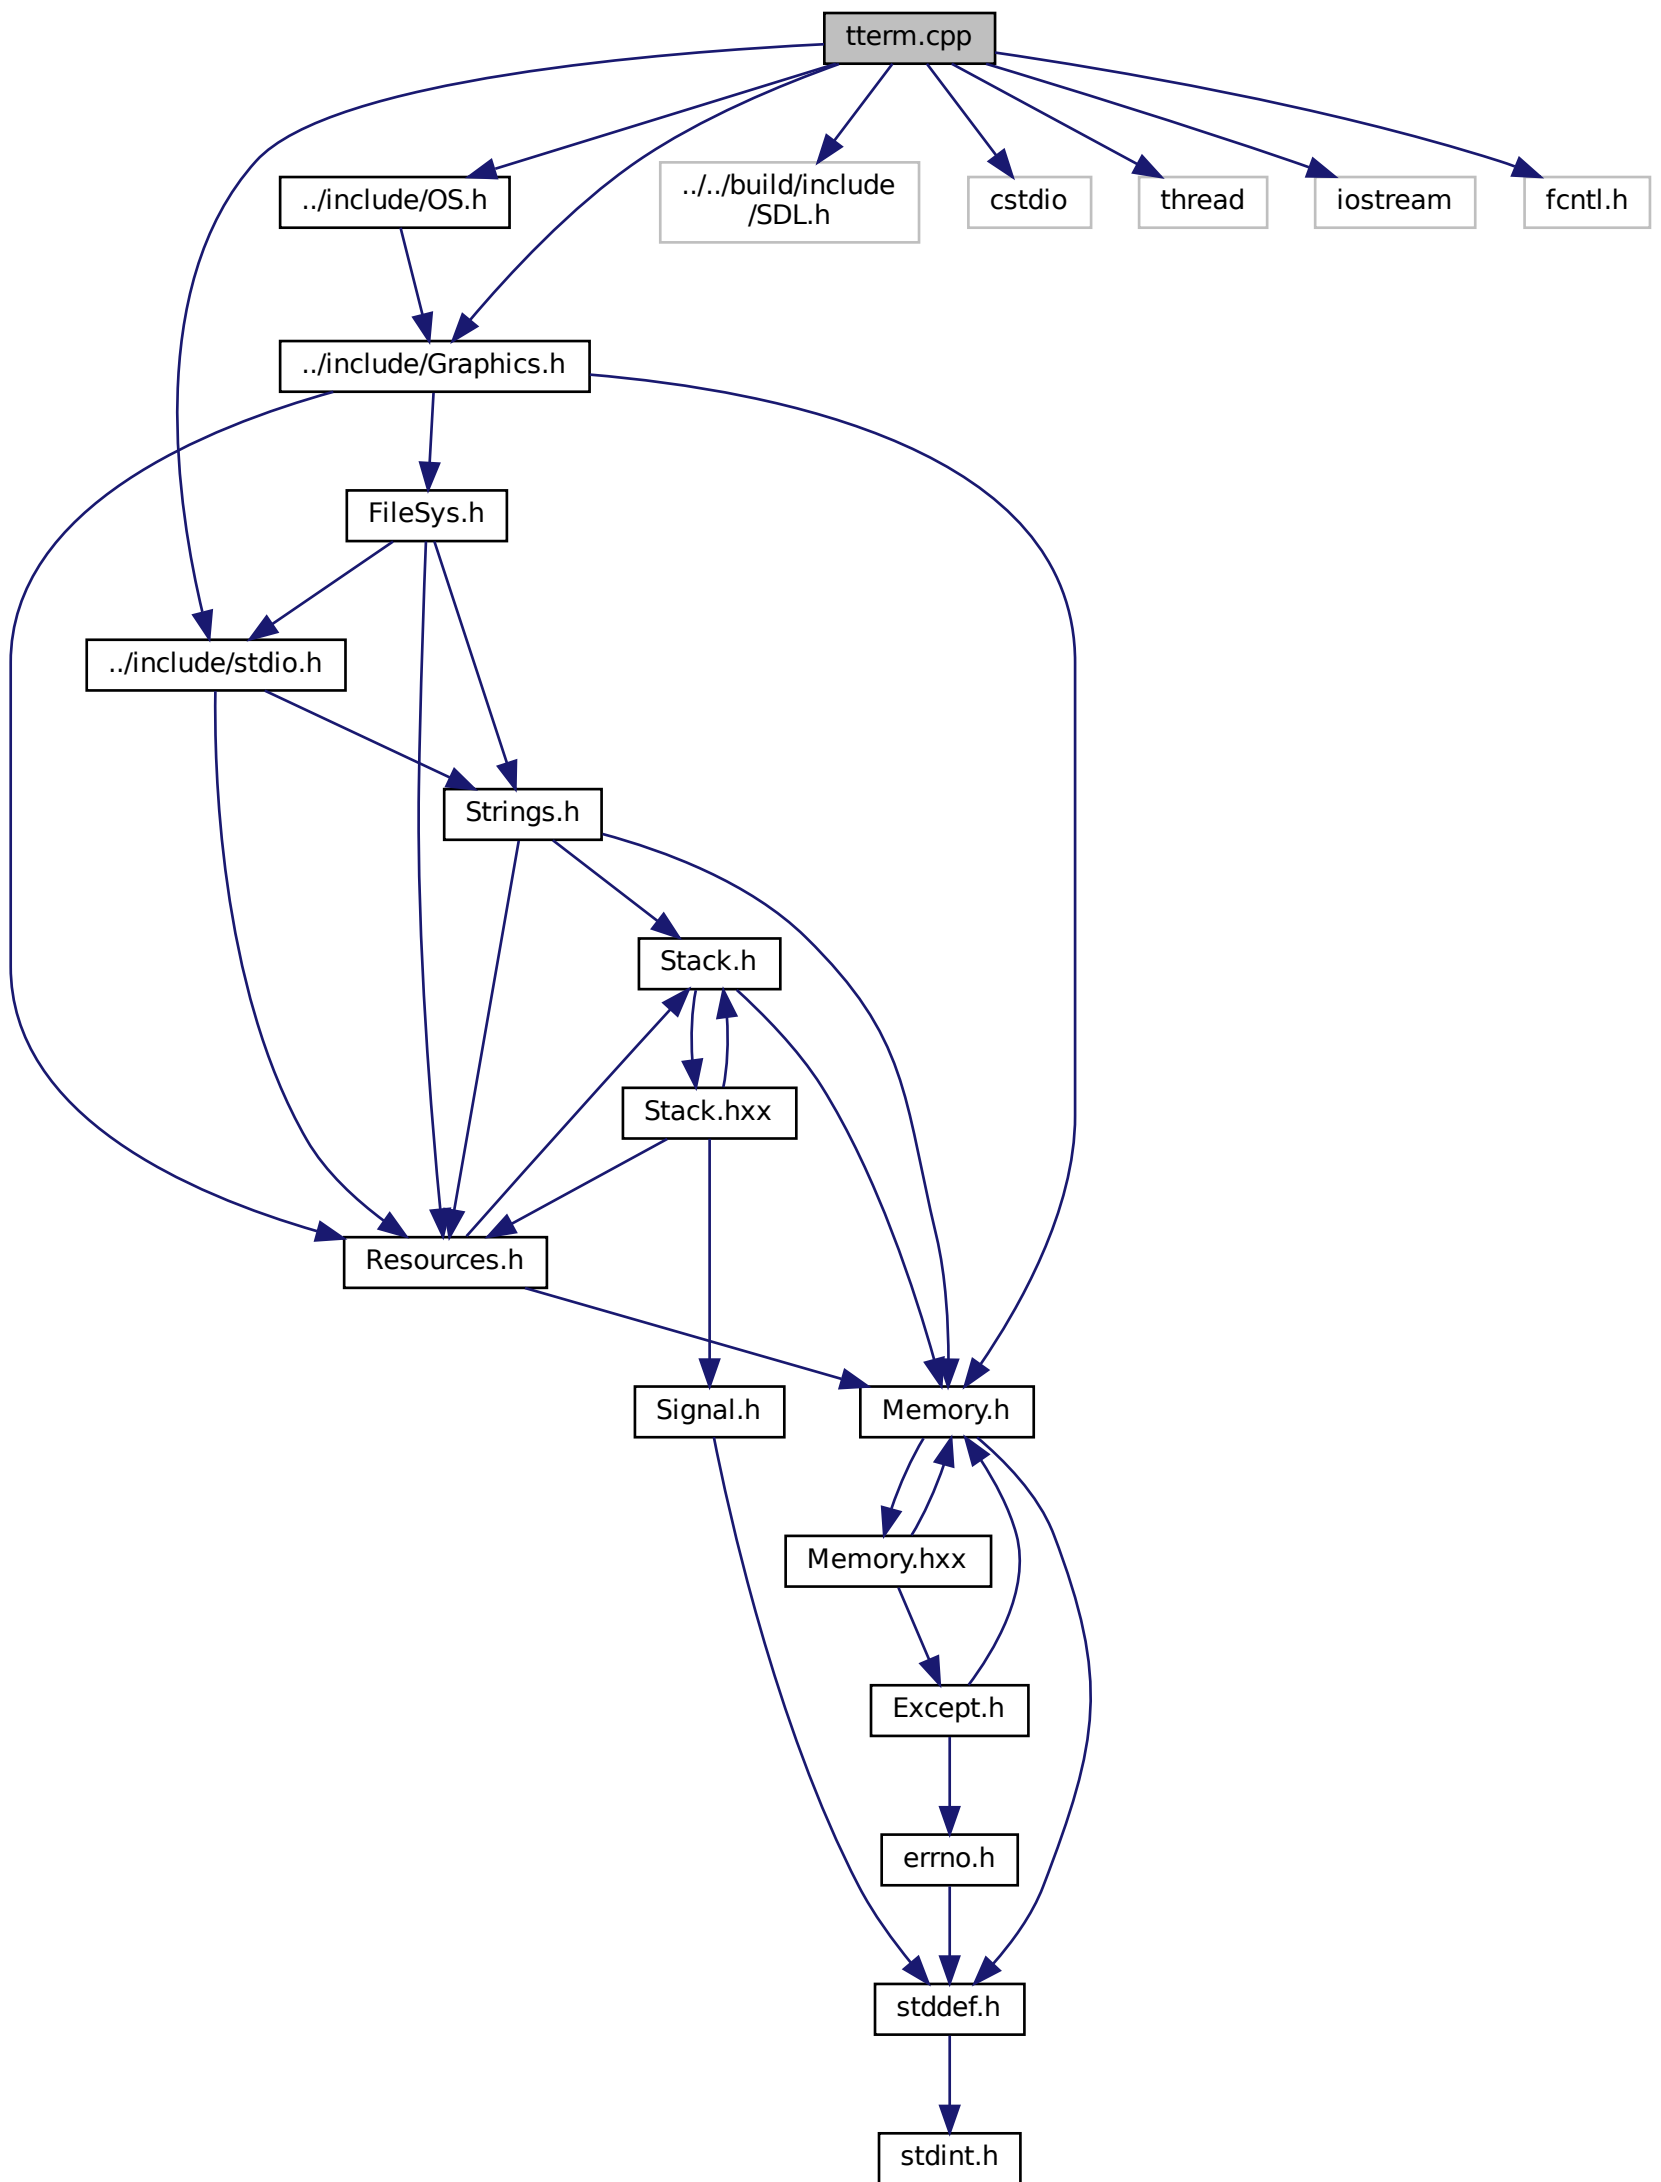 tterm.cpp
../include/OS.h
../../build/include
/SDL.h
cstdio
thread
iostream
fcntl.h
../include/Graphics.h
FileSys.h
../include/stdio.h
Strings.h
Stack.h
Stack.hxx
Resources.h
Signal.h
Memory.h
Memory.hxx
Except.h
errno.h
stddef.h
stdint.h